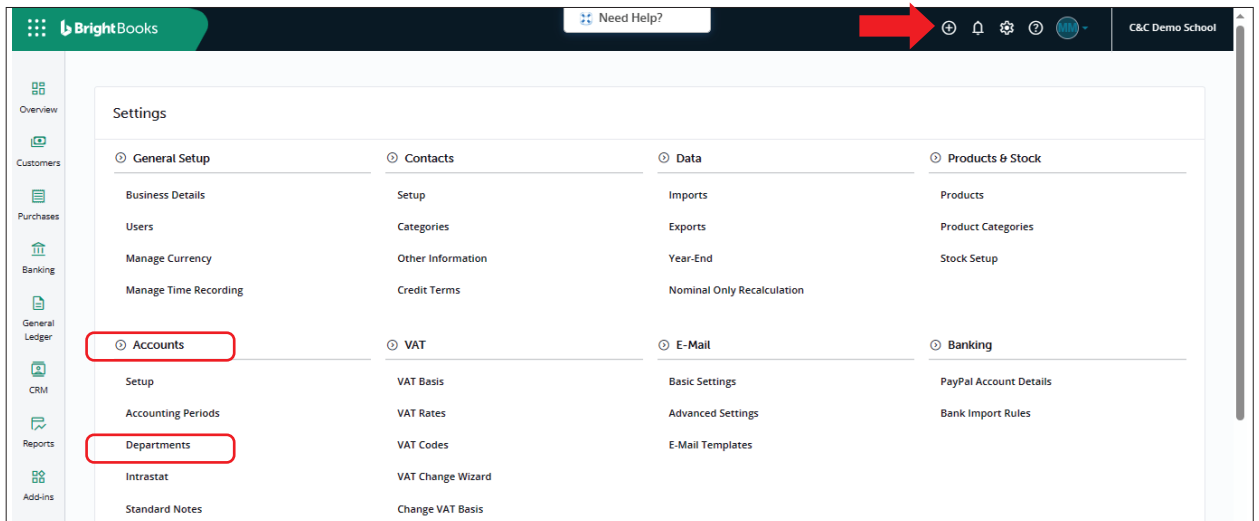 BrightBooks
Need Help?
MM
C&C Demo School
Overview
Customers
Purchases
Banking
General
Ledger
CRM
Reports
Add-ins
Settings
General Setup
Business Details
Users
Manage Currency
Manage Time Recording
Contacts
Setup
Categories
Other Information
Credit Terms
Data
Imports
Exports
Year-End
Nominal Only Recalculation
Products & Stock
Products
Product Categories
Stock Setup
Accounts
Setup
Accounting Periods
Departments
Intrastat
Standard Notes
VAT
VAT Basis
VAT Rates
VAT Codes
VAT Change Wizard
Change VAT Basis
E-Mail
Basic Settings
Advanced Settings
E-Mail Templates
Banking
PayPal Account Details
Bank Import Rules